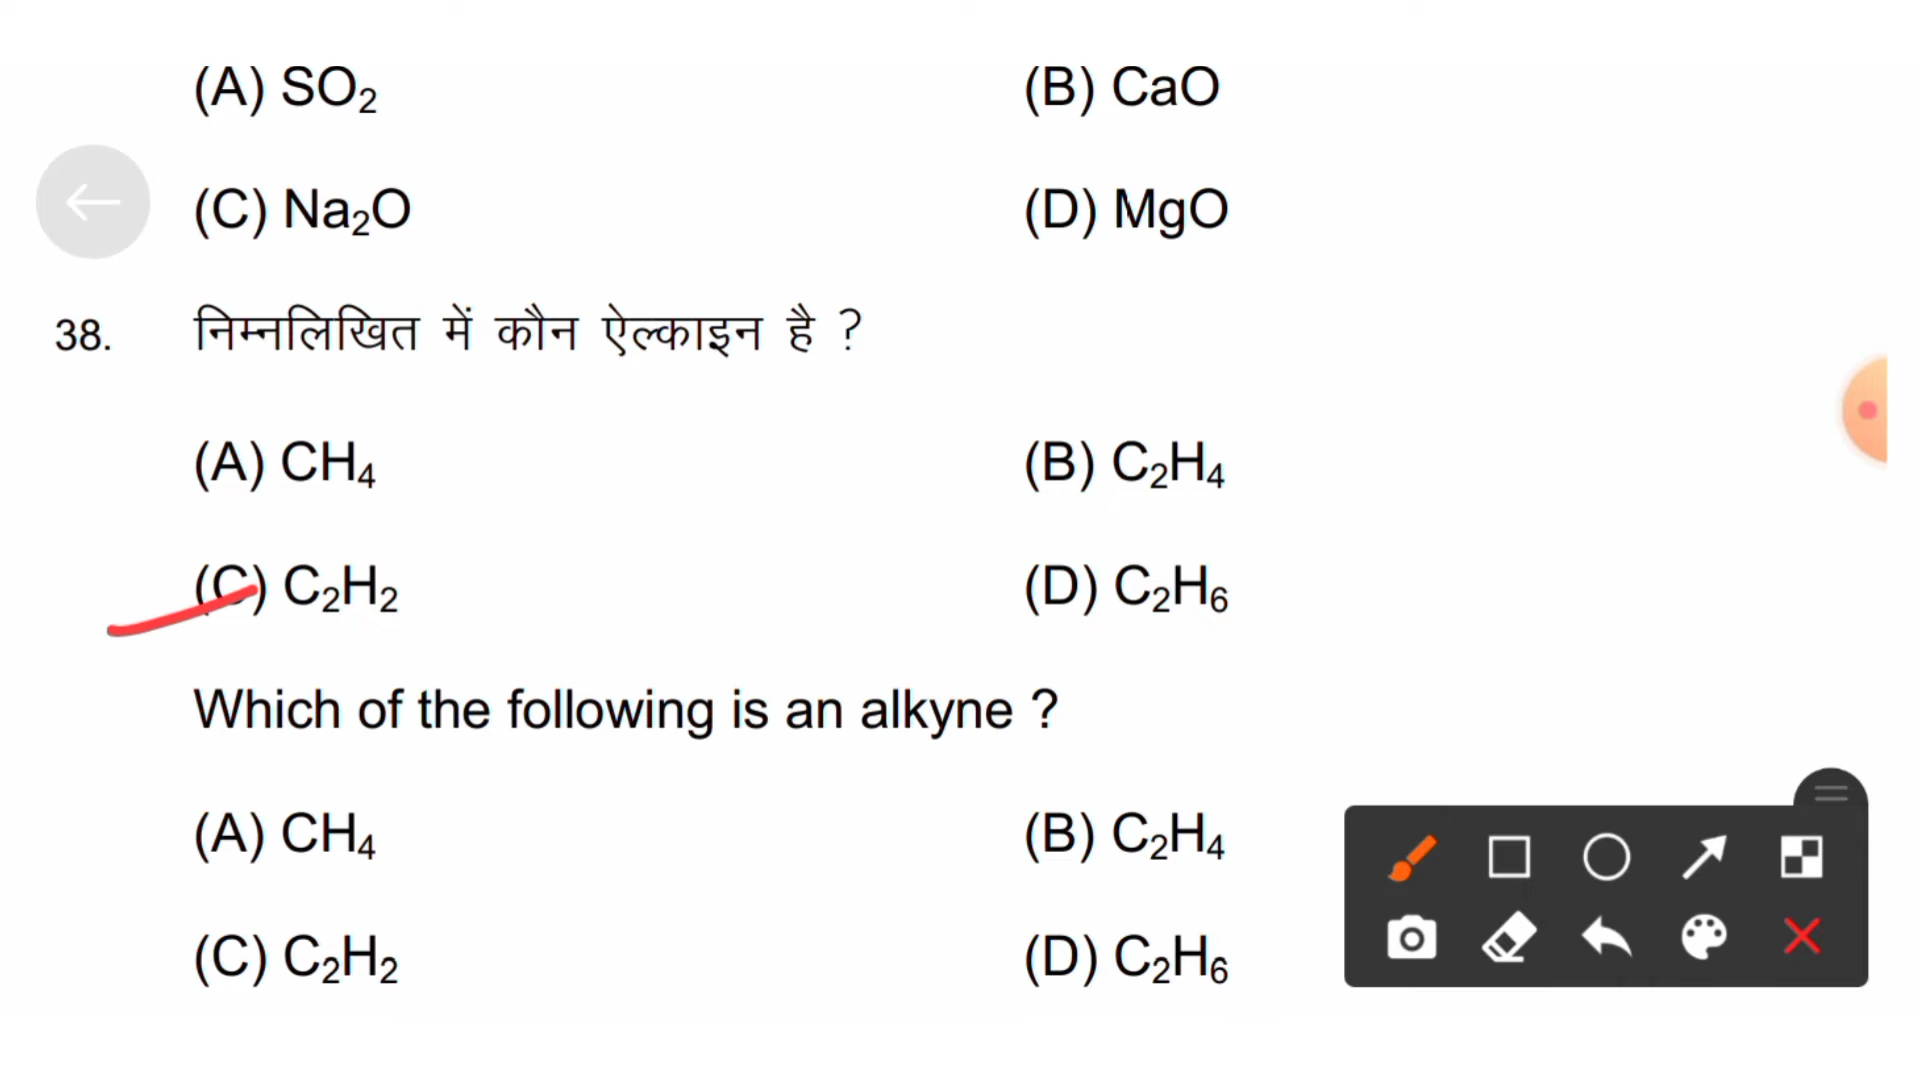 (A) SO₂ (B) CaO
(C) Na₂O (D) MgO
38. निम्नलिखित में कौन ऐल्काइन है ?
(A) CH₄ (B) C₂H₄
(C) C₂H₂ (D) C₂H₆
Which of the following is an alkyne ?
(A) CH₄ (B) C₂H₄
(C) C₂H₂ (D) C₂H₆